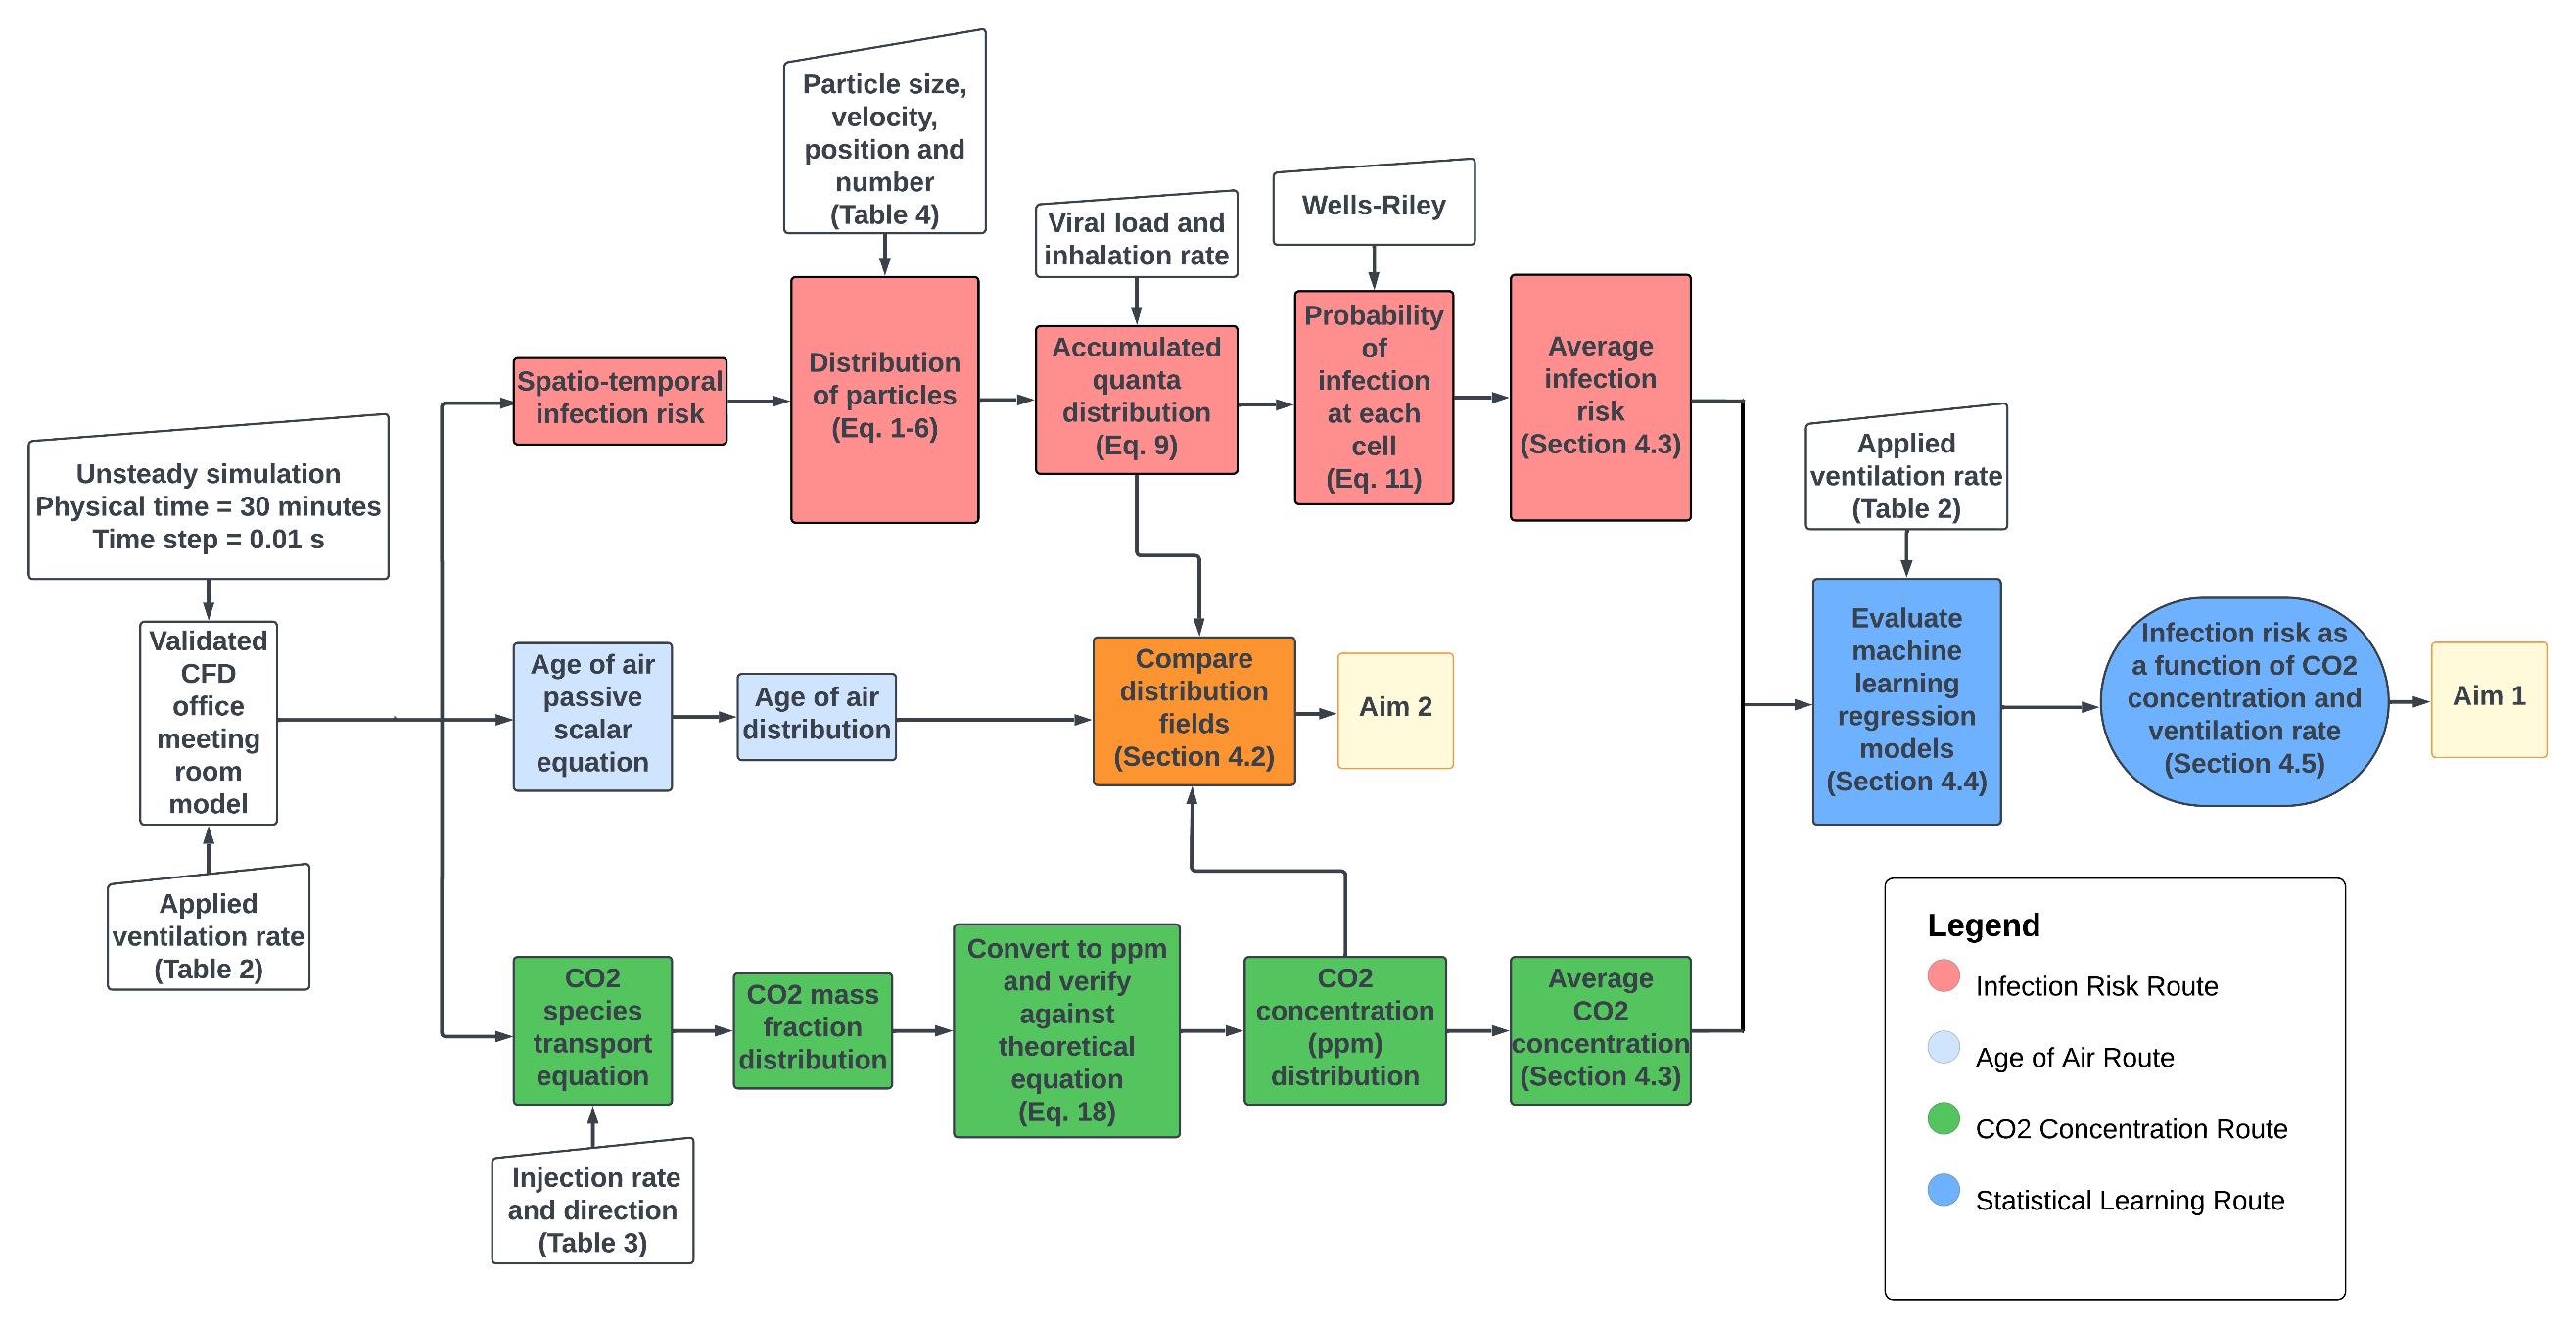 Particle size,
velocity,
position and
number
(Table 4)
Viral load and
inhalation rate
Wells-Riley
Spatio-temporal
infection risk
Distribution
of particles
(Eq. 1-6)
Accumulated
quanta
distribution
(Eq. 9)
Probability
of
infection
at each
cell
(Eq. 11)
Average
infection
risk
(Section 4.3)
Unsteady simulation
Physical time = 30 minutes
Time step = 0.01 s
Validated
CFD
office
meeting
room
model
Applied
ventilation rate
(Table 2)
Age of air
passive
scalar
equation
Age of air
distribution
Compare
distribution
fields
(Section 4.2)
Aim 2
Applied
ventilation rate
(Table 2)
Evaluate
machine
learning
regression
models
(Section 4.4)
Infection risk as
a function of CO2
concentration and
ventilation rate
(Section 4.5)
Aim 1
CO2
species
transport
equation
CO2 mass
fraction
distribution
Convert to ppm
and verify
against
theoretical
equation
(Eq. 18)
CO2
concentration
(ppm)
distribution
Average
CO2
concentration
(Section 4.3)
Injection rate
and direction
(Table 3)
Legend
Infection Risk Route
Age of Air Route
CO2 Concentration Route
Statistical Learning Route